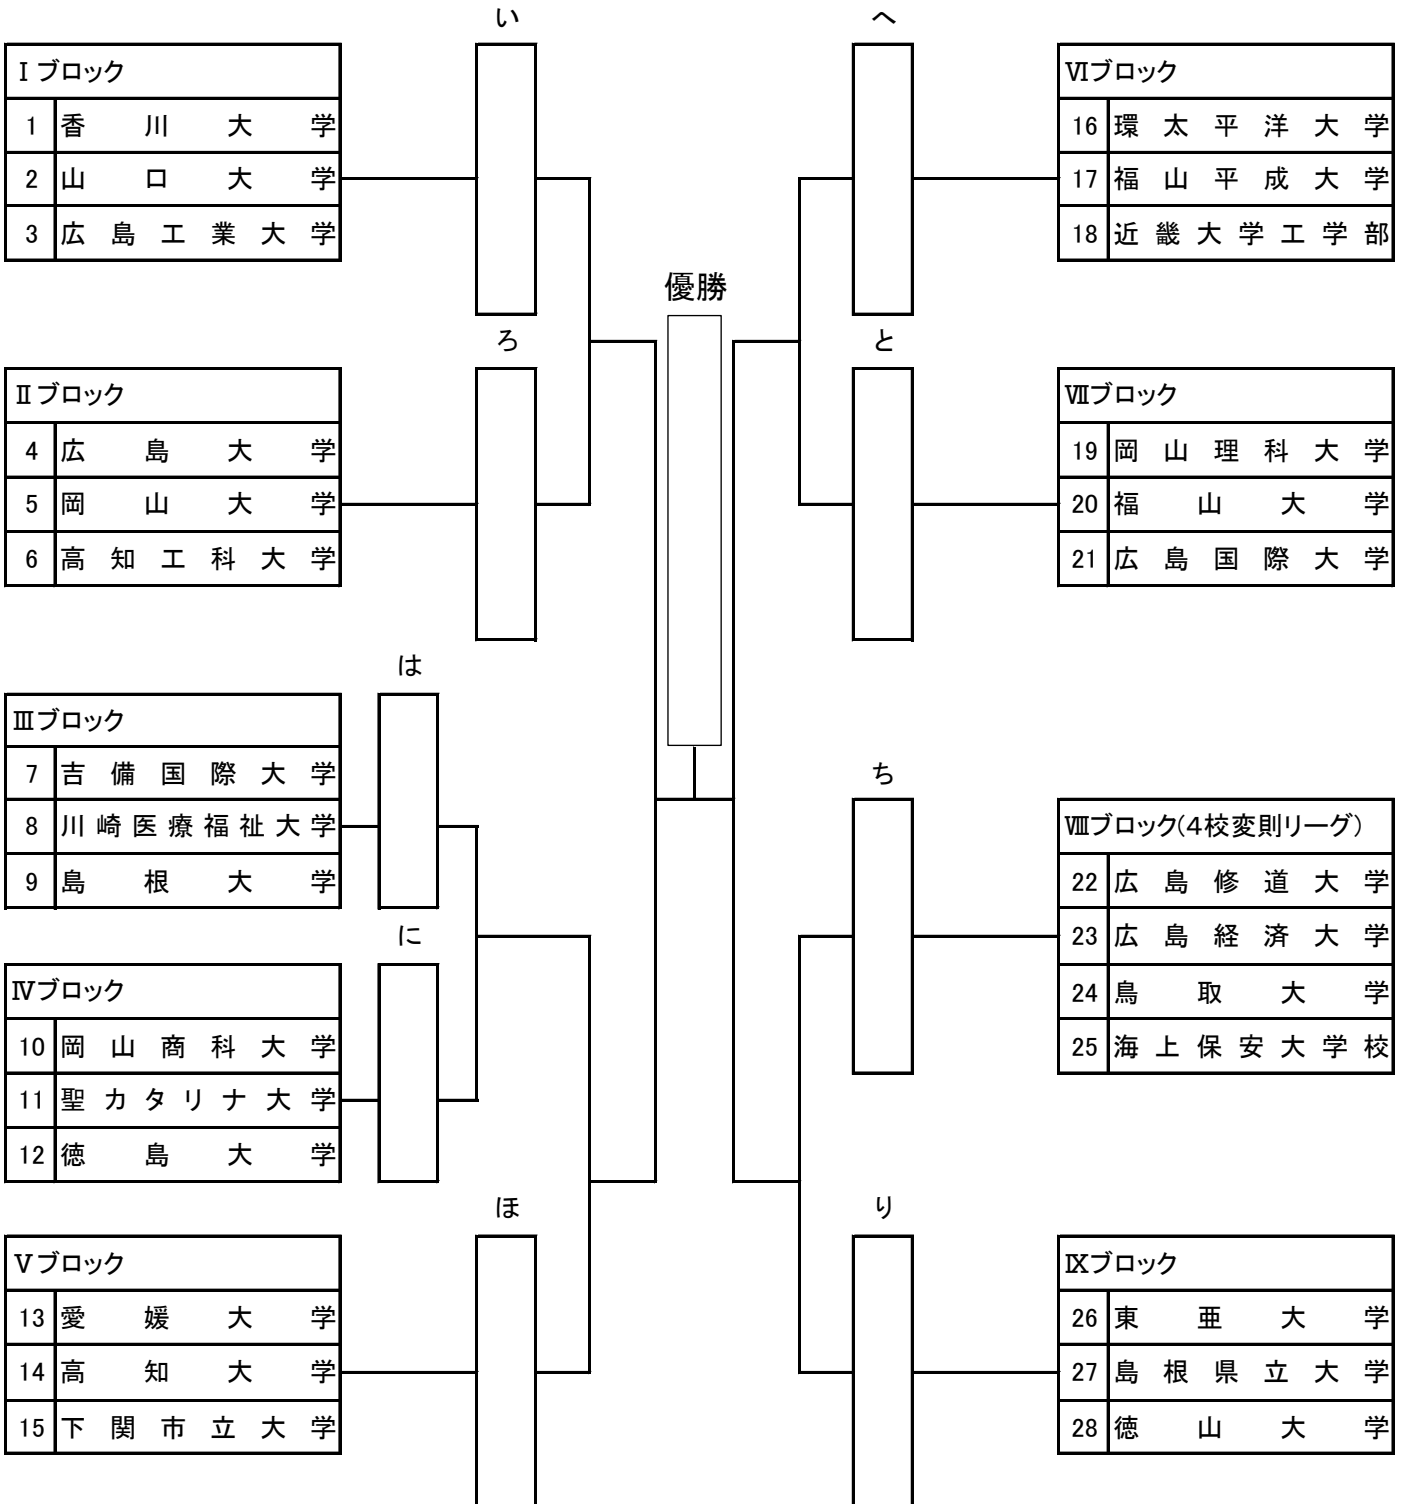 い
Ⅰブロック
1 香川大学
2 山口大学
3 広島工業大学
ろ
Ⅱブロック
4 広島大学
5 岡山大学
6 高知工科大学
は
Ⅲブロック
7 吉備国際大学
8 川崎医療福祉大学
9 島根大学
に
Ⅳブロック
10 岡山商科大学
11 聖カタリナ大学
12 徳島大学
ほ
Ⅴブロック
13 愛媛大学
14 高知大学
15 下関市立大学
優勝
へ
Ⅵブロック
16 環太平洋大学
17 福山平成大学
18 近畿大学工学部
と
Ⅶブロック
19 岡山理科大学
20 福山大学
21 広島国際大学
ち
Ⅷブロック(4校変則リーグ)
22 広島修道大学
23 広島経済大学
24 鳥取大学
25 海上保安大学校
り
Ⅸブロック
26 東亜大学
27 島根県立大学
28 徳山大学